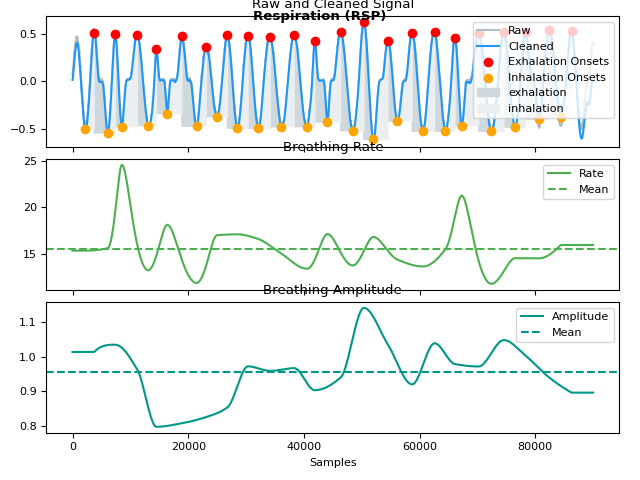 Raw and Cleaned Signal
Respiration (RSP)
0.5
0.0
−0.5
Raw
Cleaned
Exhalation Onsets
Inhalation Onsets
exhalation
inhalation
Breathing Rate
25
20
15
Rate
Mean
Breathing Amplitude
1.1
1.0
0.9
0.8
Amplitude
Mean
0 20000 40000 60000 80000
Samples